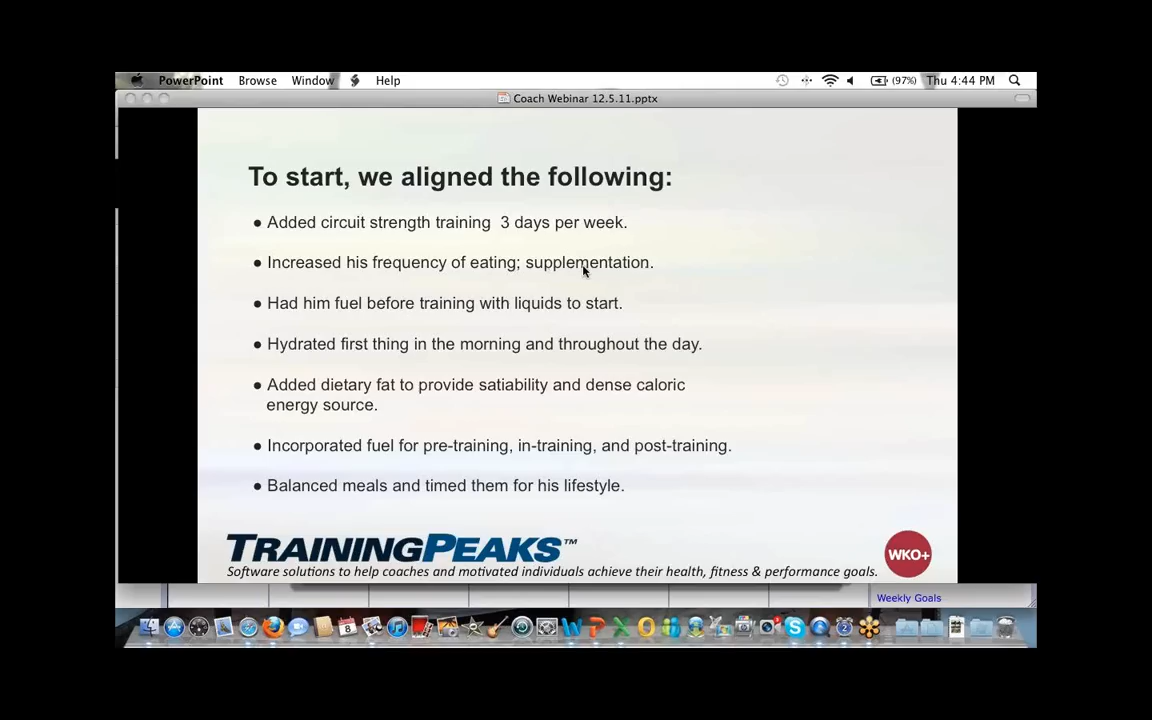 PowerPoint Browse Window Help (97%) Thu 4:44 PM
Coach Webinar 12.5.11.pptx
To start, we aligned the following:
● Added circuit strength training 3 days per week.
● Increased his frequency of eating; supplementation.
● Had him fuel before training with liquids to start.
● Hydrated first thing in the morning and throughout the day.
● Added dietary fat to provide satiability and dense caloric
energy source.
● Incorporated fuel for pre-training, in-training, and post-training.
● Balanced meals and timed them for his lifestyle.
TRAININGPEAKS™
WKO+
Software solutions to help coaches and motivated individuals achieve their health, fitness & performance goals.
Weekly Goals
8
2